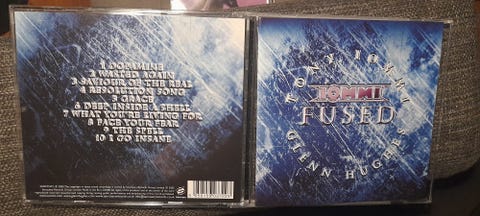 1 DOPAMINE
2 WASTED AGAIN
3 SAVIOUR OF THE REAL
4 RESOLUTION SONG
5 GRACE
6 DEEP INSIDE A SHELL
7 WHAT YOU'RE LIVING FOR
8 FACE YOUR FEAR
9 THE SPELL
10 I GO INSANE
TONY IOMMI
IOMMI
FUSED
GLENN HUGHES